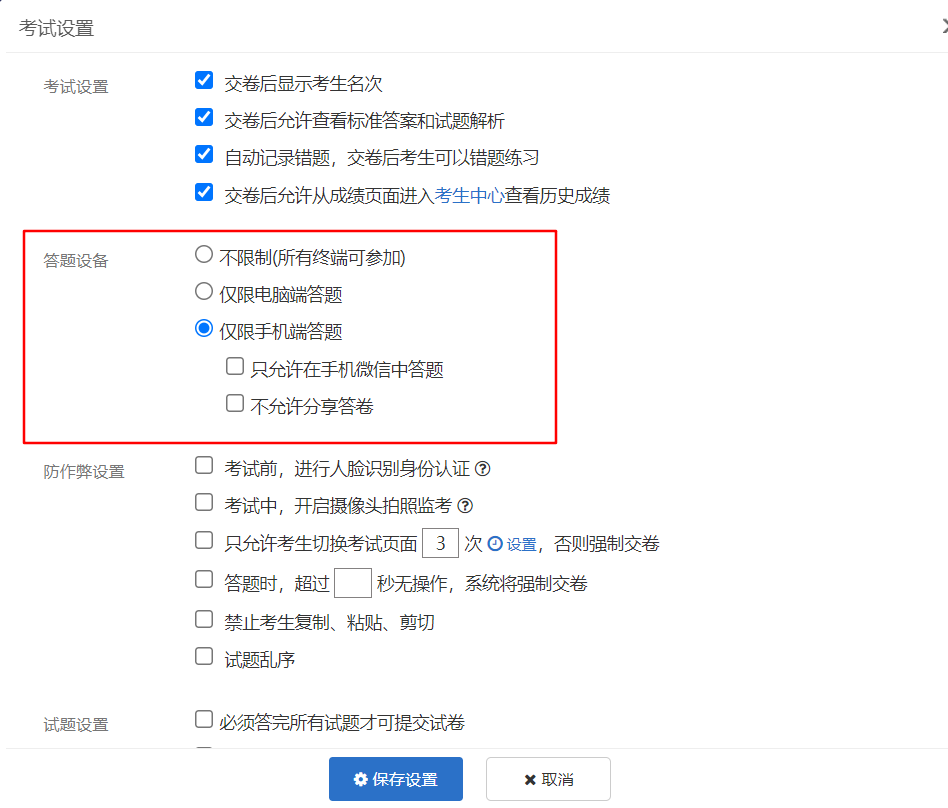 考试设置
考试设置
交卷后显示考生名次
交卷后允许查看标准答案和试题解析
自动记录错题，交卷后考生可以错题练习
交卷后允许从成绩页面进入考生中心查看历史成绩
答题设备
不限制(所有终端可参加)
仅限电脑端答题
仅限手机端答题
只允许在手机微信中答题
不允许分享答卷
防作弊设置
考试前，进行人脸识别身份认证
考试中，开启摄像头拍照监考
只允许考生切换考试页面 3 次 设置，否则强制交卷
答题时，超过 秒无操作，系统将强制交卷
禁止考生复制、粘贴、剪切
试题乱序
试题设置
必须答完所有试题才可提交试卷
保存设置
取消